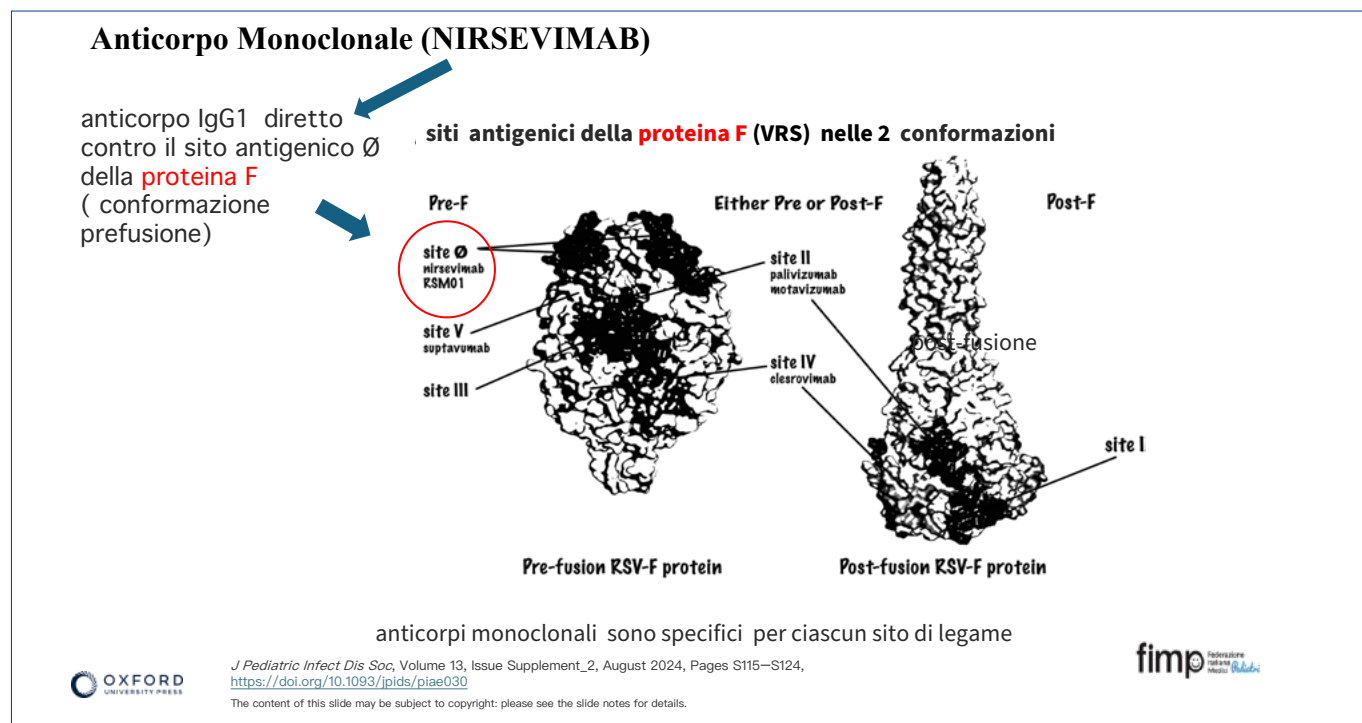 Anticorpo Monoclonale (NIRSEVIMAB)
anticorpo IgG1 diretto
contro il sito antigenico Ø
della proteina F
( conformazione
prefusione)
siti antigenici della proteina F (VRS) nelle 2 conformazioni
Pre-F
Either Pre or Post-F
Post-F
site Ø
nirsevimab
RSM01
site II
palivizumab
motavizumab
site V
suptavumab
post-fusione
site III
site IV
clesrovimab
site I
Pre-fusion RSV-F protein
Post-fusion RSV-F protein
anticorpi monoclonali sono specifici per ciascun sito di legame
OXFORD
UNIVERSITY PRESS
J Pediatric Infect Dis Soc, Volume 13, Issue Supplement_2, August 2024, Pages S115–S124,
https://doi.org/10.1093/jpids/piae030
The content of this slide may be subject to copyright: please see the slide notes for details.
fimp
Federazione
Italiana
Medici Pediatri